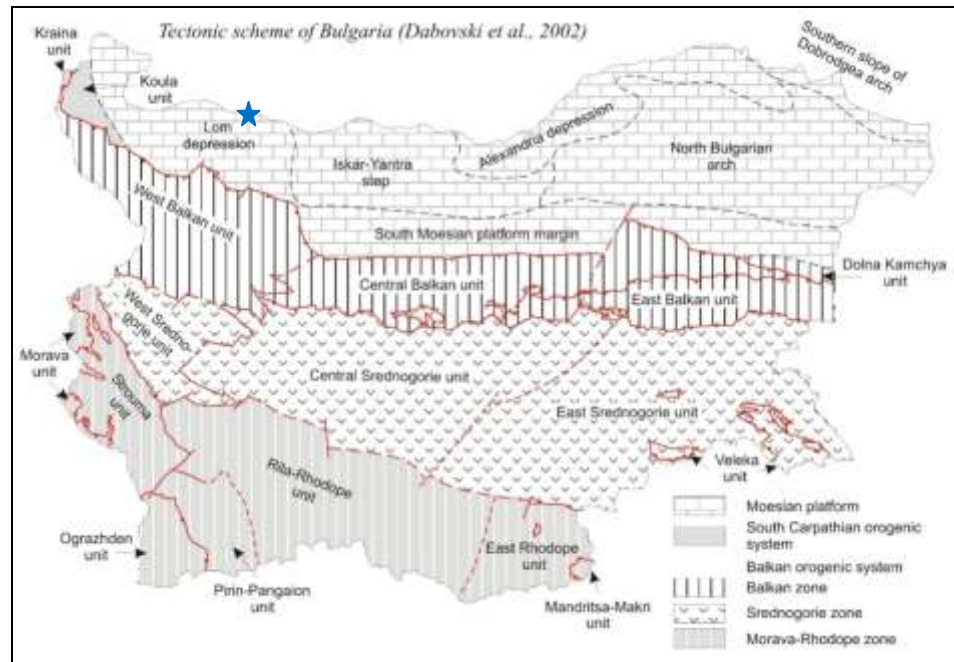 Tectonic scheme of Bulgaria (Dabovski et al., 2002)
Kraina
unit
Koula
unit
Southern slope of
Dobrodgea arch
Lom
depression
Alexandria depression
Iskar-Yantra
step
North Bulgarian
arch
West Balkan unit
South Moesian platform margin
Dolna Kamchya
unit
Central Balkan unit
East Balkan unit
West Sredno-
gorie unit
Morava
unit
Strouma
unit
Central Srednogorie unit
East Srednogorie unit
Veleka
unit
Rila-Rhodope
unit
Ograzhden
unit
East Rhodope
unit
Pirin-Pangaion
unit
Mandritsa-Makri
unit
Moesian platform
South Carpathian orogenic
system
Balkan orogenic system
Balkan zone
Srednogorie zone
Morava-Rhodope zone